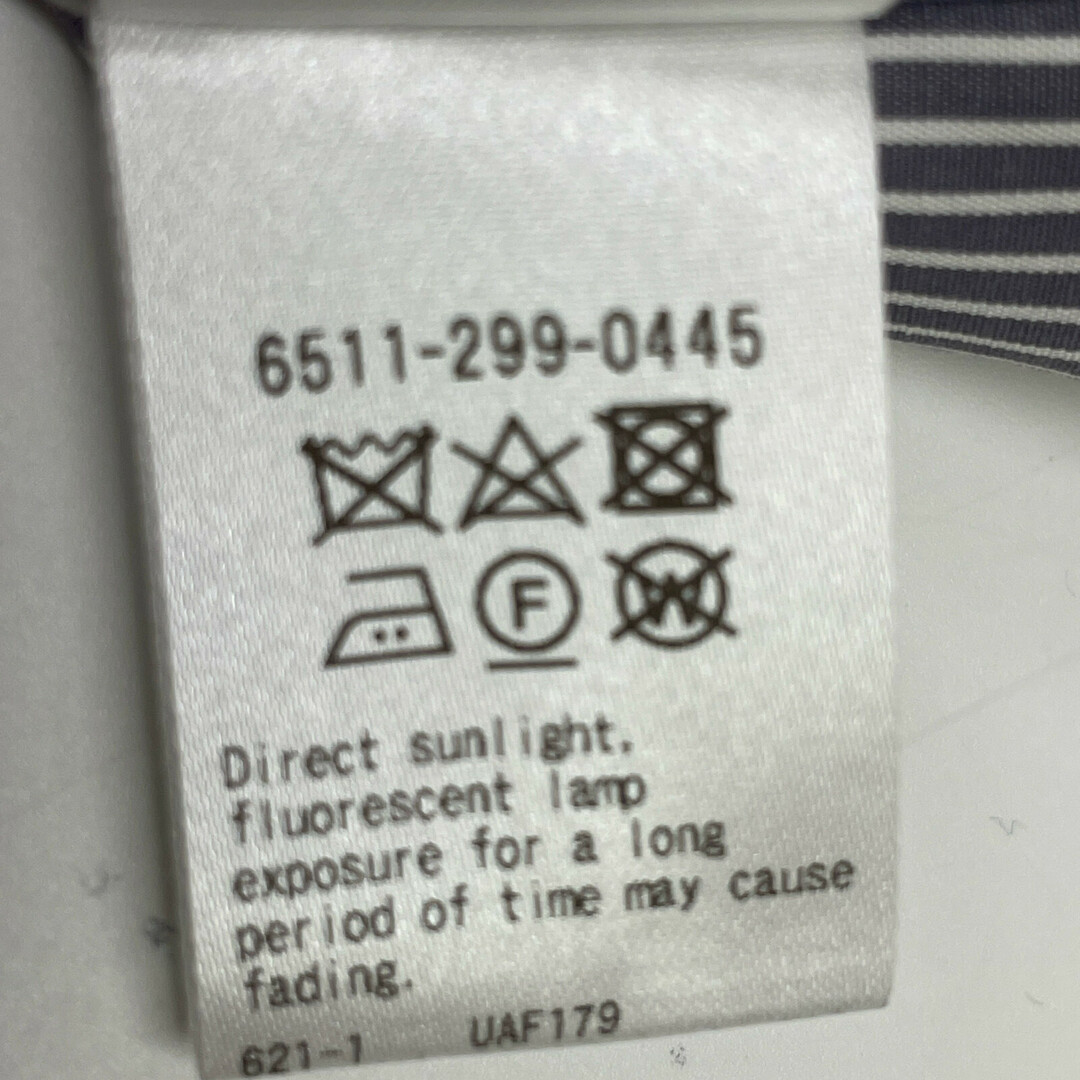 6511-299-0445
F W
Direct sunlight,
fluorescent lamp
exposure for a long
period of time may cause
fading.
621-1 UAF179